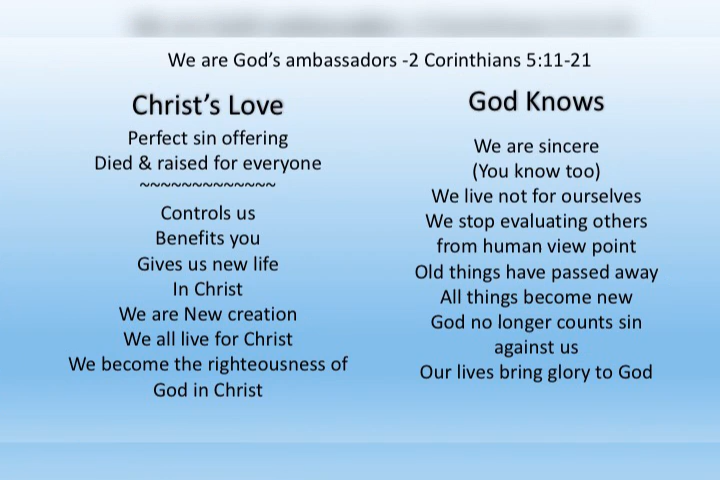 We are God's ambassadors -2 Corinthians 5:11-21
Christ's Love
Perfect sin offering
Died & raised for everyone
~~~~~~~~~~~~~
Controls us
Benefits you
Gives us new life
In Christ
We are New creation
We all live for Christ
We become the righteousness of
God in Christ
God Knows
We are sincere
(You know too)
We live not for ourselves
We stop evaluating others
from human view point
Old things have passed away
All things become new
God no longer counts sin
against us
Our lives bring glory to God